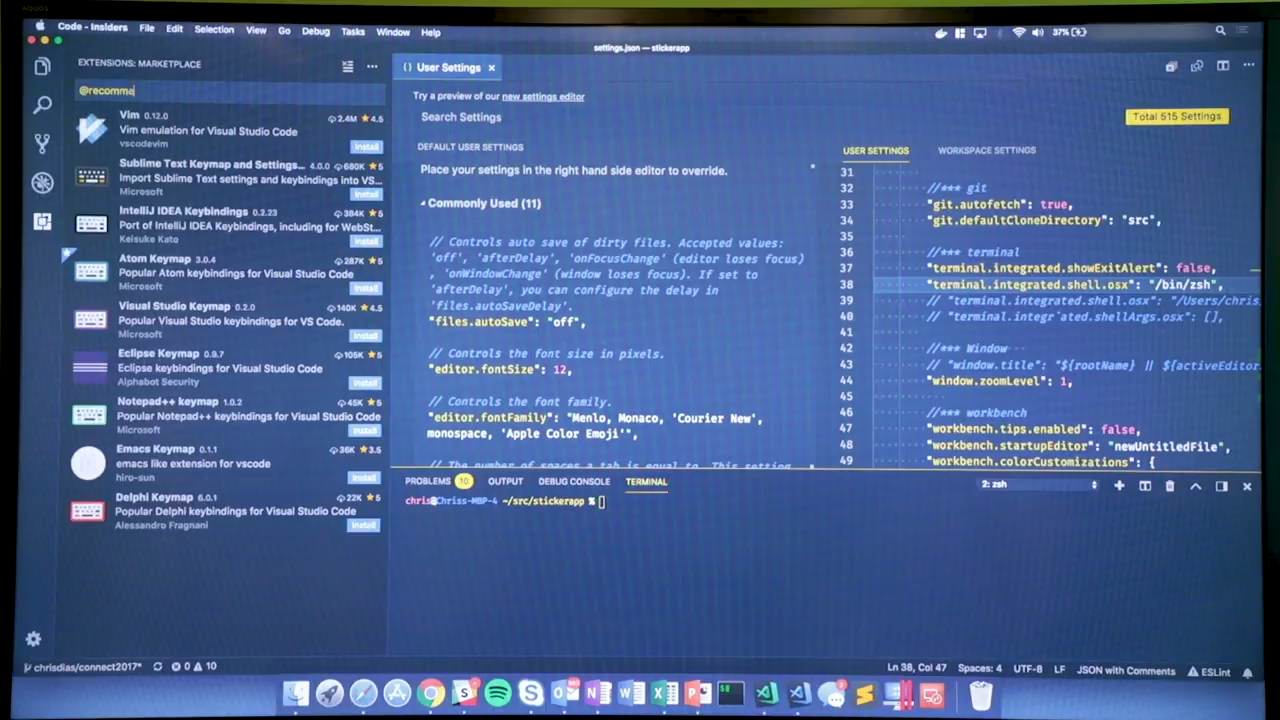 AQUOS
Code - Insiders File Edit Selection View Go Debug Tasks Window Help
37%
settings.json — stickerapp
EXTENSIONS: MARKETPLACE
@recomme
Vim 0.12.0 2.4M ★4.5
Vim emulation for Visual Studio Code
vscodevim Install
Sublime Text Keymap and Settings... 4.0.0 680K ★5
Import Sublime Text settings and keybindings into VS...
Microsoft Install
IntelliJ IDEA Keybindings 0.2.23 384K ★5
Port of IntelliJ IDEA Keybindings, including for WebSt...
Keisuke Kato Install
Atom Keymap 3.0.4 287K ★5
Popular Atom keybindings for Visual Studio Code
Microsoft Install
Visual Studio Keymap 0.2.0 140K ★4.5
Popular Visual Studio keybindings for VS Code.
Microsoft Install
Eclipse Keymap 0.9.7 105K ★5
Eclipse keybindings for Visual Studio Code
Alphabot Security Install
Notepad++ keymap 1.0.2 45K ★5
Popular Notepad++ keybindings for Visual Studio Code
Microsoft Install
Emacs Keymap 0.1.1 36K ★3.5
emacs like extension for vscode
hiro-sun Install
Delphi Keymap 6.0.1 22K ★5
Popular Delphi keybindings for Visual Studio Code
Alessandro Fragnani Install
{ } User Settings ×
Try a preview of our new settings editor
Search Settings
Total 515 Settings
DEFAULT USER SETTINGS
Place your settings in the right hand side editor to override.
Commonly Used (11)
// Controls auto save of dirty files. Accepted values:
'off', 'afterDelay', 'onFocusChange' (editor loses focus)
, 'onWindowChange' (window loses focus). If set to
'afterDelay', you can configure the delay in
'files.autoSaveDelay'.
"files.autoSave": "off",
// Controls the font size in pixels.
"editor.fontSize": 12,
// Controls the font family.
"editor.fontFamily": "Menlo, Monaco, 'Courier New',
monospace, 'Apple Color Emoji'",
// The number of spaces a tab is equal to. This setting
USER SETTINGS WORKSPACE SETTINGS
31
32 //*** git
33 "git.autofetch": true,
34 "git.defaultCloneDirectory": "src",
35
36 //*** terminal
37 "terminal.integrated.showExitAlert": false,
38 "terminal.integrated.shell.osx": "/bin/zsh",
39 // "terminal.integrated.shell.osx": "/Users/chris
40 // "terminal.integr`ated.shellArgs.osx": [],
41
42 //*** Window
43 // "window.title": "${rootName} || ${activeEditor
44 "window.zoomLevel": 1,
45
46 //*** workbench
47 "workbench.tips.enabled": false,
48 "workbench.startupEditor": "newUntitledFile",
49 "workbench.colorCustomizations": {
PROBLEMS 10 OUTPUT DEBUG CONSOLE TERMINAL 2: zsh
chris@Chriss-MBP-4 ~/src/stickerapp %
chrisdias/connect2017* 0 10 Ln 38, Col 47 Spaces: 4 UTF-8 LF JSON with Comments ESLint